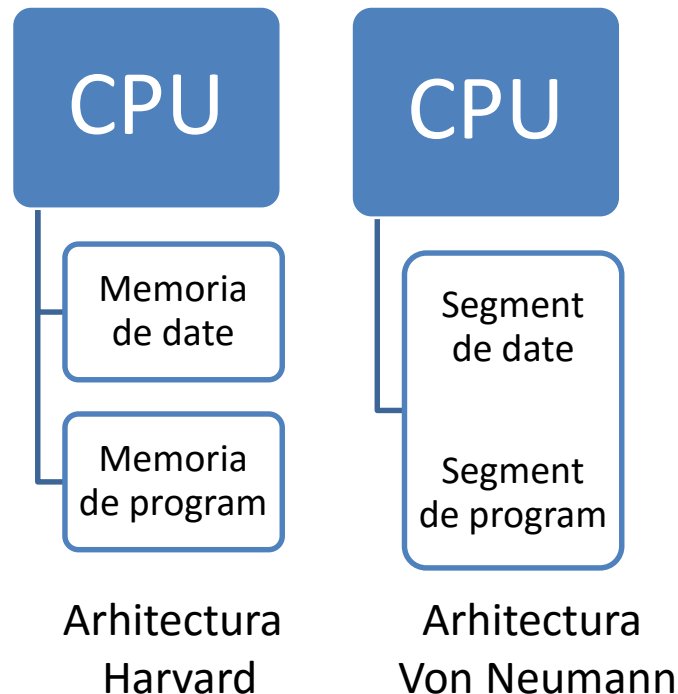 CPU
Memoria
de date
Memoria
de program
Arhitectura
Harvard
CPU
Segment
de date
Segment
de program
Arhitectura
Von Neumann